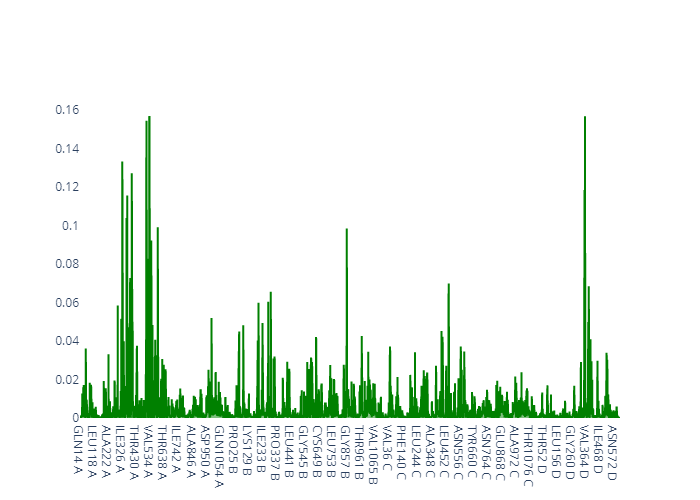 0.16
0.14
0.12
0.1
0.08
0.06
0.04
0.02
0
GLN14 A
LEU118 A
ALA222 A
ILE326 A
THR430 A
VAL534 A
THR638 A
ILE742 A
ALA846 A
ASP950 A
GLN1054 A
PRO25 B
LYS129 B
ILE233 B
PRO337 B
LEU441 B
GLY545 B
CYS649 B
LEU753 B
GLY857 B
THR961 B
VAL1065 B
VAL36 C
PHE140 C
LEU244 C
ALA348 C
LEU452 C
ASN556 C
TYR660 C
ASN764 C
GLU868 C
ALA972 C
THR1076 C
THR52 D
LEU156 D
GLY260 D
VAL364 D
ILE468 D
ASN572 D